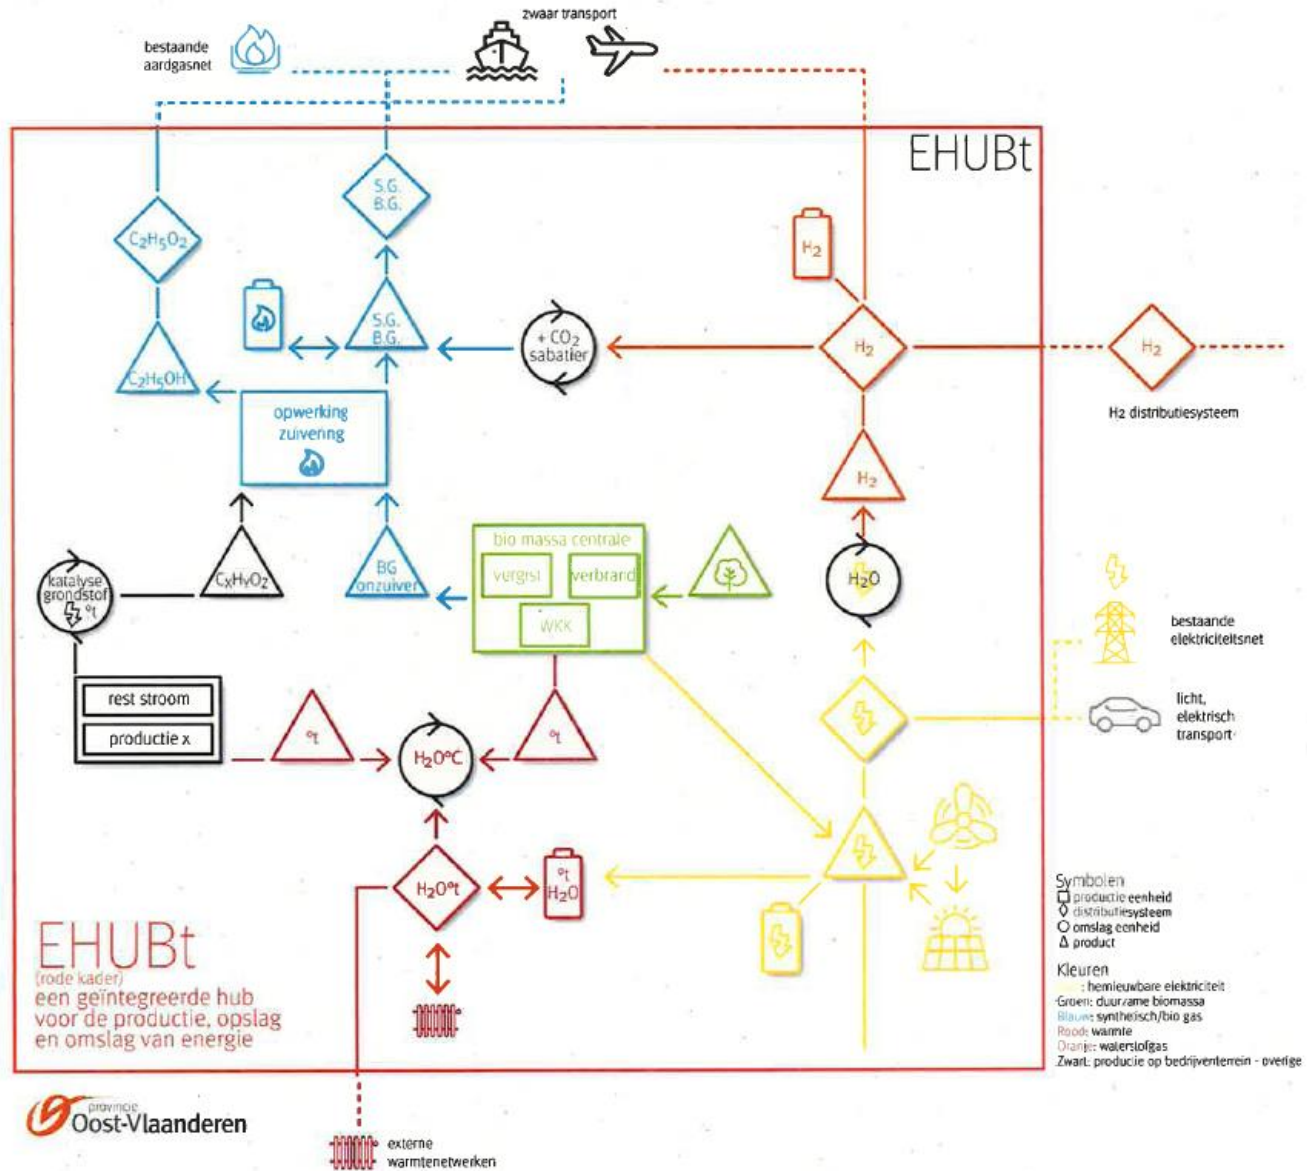 zwaar transport
bestaande
aardgasnet
EHUBt
S.G.
B.G.
C₂H₅O₂
H₂
S.G.
B.G.
+ CO₂
sabatier
H₂
H₂
C₂H₅OH
H2 distributiesysteem
opwerking
zuivering
H₂
bio massa centrale
vergist
verbrand
WKK
katalyse
grondstof
°t
CₓHᵧO₂
BG
onzuiver
H₂O
bestaande
elektriciteitsnet
rest stroom
productie x
°t
H₂O°C
°t
licht,
elektrisch
transport
H₂O°t
°t
H₂O
EHUBt
(rode kader)
een geïntegreerde hub
voor de productie, opslag
en omslag van energie
Symbolen
productie eenheid
distributiesysteem
omslag eenheid
product
Kleuren
: hernieuwbare elektriciteit
Groen: duurzame biomassa
Blauw: synthetisch/bio gas
Rood: warmte
Oranje: waterstofgas
Zwart: productie op bedrijventerrein - overige
provincie
Oost-Vlaanderen
externe
warmtenetwerken